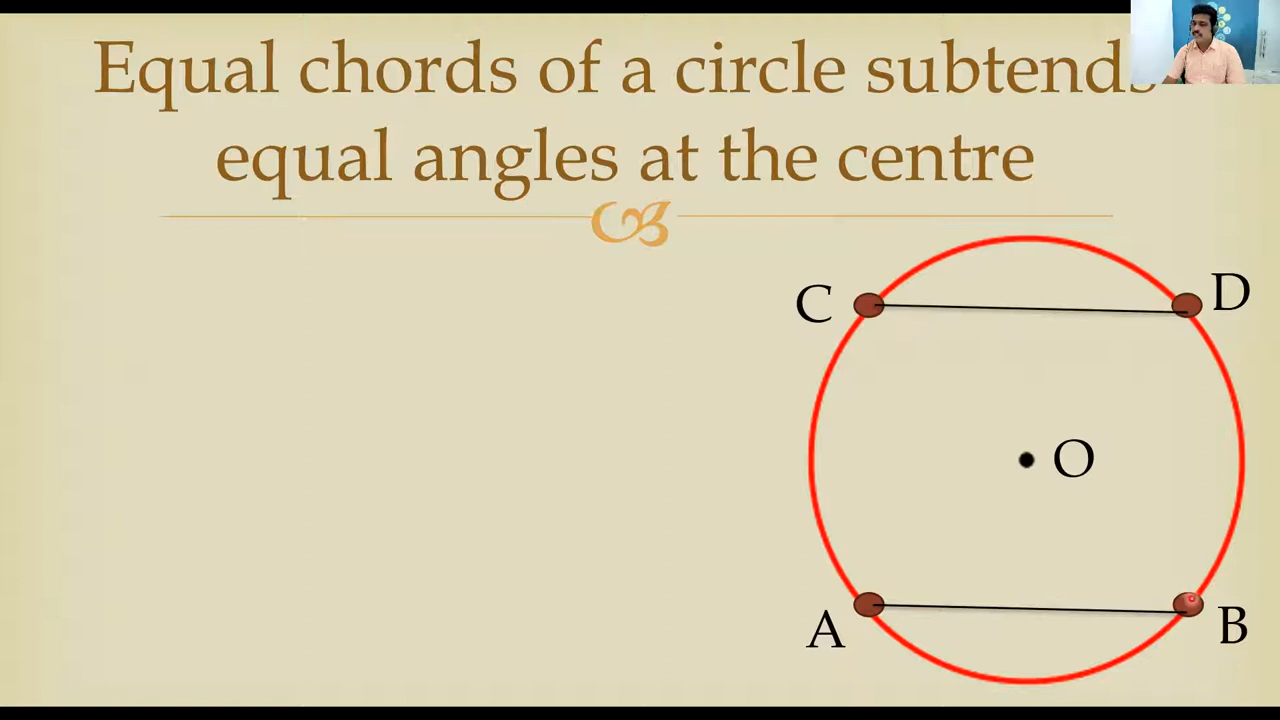 Equal chords of a circle subtends
equal angles at the centre
C
D
O
A
B